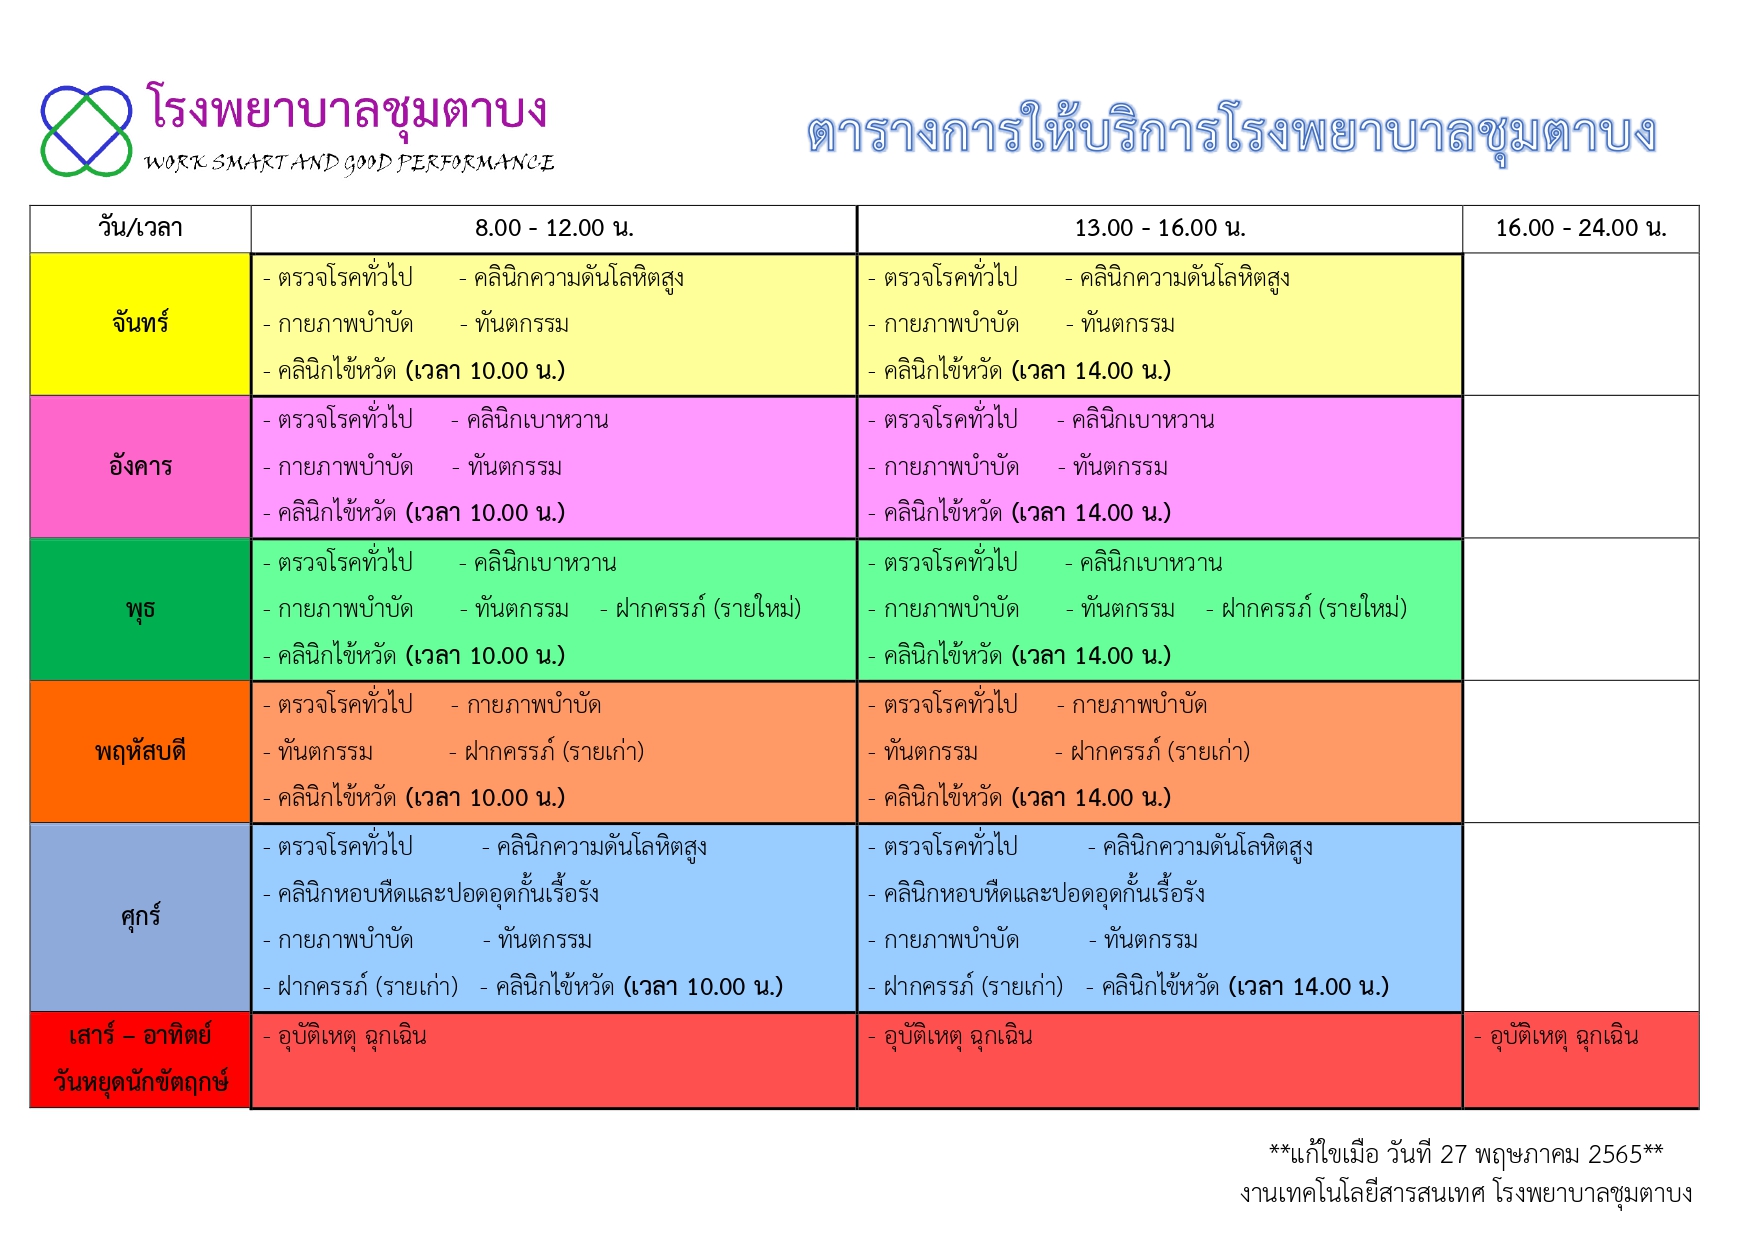 โรงพยาบาลชุมตาบง
WORK SMART AND GOOD PERFORMANCE
ตารางการให้บริการโรงพยาบาลชุมตาบง
วัน/เวลา 8.00 - 12.00 น. 13.00 - 16.00 น. 16.00 - 24.00 น.
จันทร์
- ตรวจโรคทั่วไป - คลินิกความดันโลหิตสูง
- กายภาพบำบัด - ทันตกรรม
- คลินิกไข้หวัด (เวลา 10.00 น.)
- ตรวจโรคทั่วไป - คลินิกความดันโลหิตสูง
- กายภาพบำบัด - ทันตกรรม
- คลินิกไข้หวัด (เวลา 14.00 น.)
อังคาร
- ตรวจโรคทั่วไป - คลินิกเบาหวาน
- กายภาพบำบัด - ทันตกรรม
- คลินิกไข้หวัด (เวลา 10.00 น.)
- ตรวจโรคทั่วไป - คลินิกเบาหวาน
- กายภาพบำบัด - ทันตกรรม
- คลินิกไข้หวัด (เวลา 14.00 น.)
พุธ
- ตรวจโรคทั่วไป - คลินิกเบาหวาน
- กายภาพบำบัด - ทันตกรรม - ฝากครรภ์ (รายใหม่)
- คลินิกไข้หวัด (เวลา 10.00 น.)
- ตรวจโรคทั่วไป - คลินิกเบาหวาน
- กายภาพบำบัด - ทันตกรรม - ฝากครรภ์ (รายใหม่)
- คลินิกไข้หวัด (เวลา 14.00 น.)
พฤหัสบดี
- ตรวจโรคทั่วไป - กายภาพบำบัด
- ทันตกรรม - ฝากครรภ์ (รายเก่า)
- คลินิกไข้หวัด (เวลา 10.00 น.)
- ตรวจโรคทั่วไป - กายภาพบำบัด
- ทันตกรรม - ฝากครรภ์ (รายเก่า)
- คลินิกไข้หวัด (เวลา 14.00 น.)
ศุกร์
- ตรวจโรคทั่วไป - คลินิกความดันโลหิตสูง
- คลินิกหอบหืดและปอดอุดกั้นเรื้อรัง
- กายภาพบำบัด - ทันตกรรม
- ฝากครรภ์ (รายเก่า) - คลินิกไข้หวัด (เวลา 10.00 น.)
- ตรวจโรคทั่วไป - คลินิกความดันโลหิตสูง
- คลินิกหอบหืดและปอดอุดกั้นเรื้อรัง
- กายภาพบำบัด - ทันตกรรม
- ฝากครรภ์ (รายเก่า) - คลินิกไข้หวัด (เวลา 14.00 น.)
เสาร์ – อาทิตย์
วันหยุดนักขัตฤกษ์
- อุบัติเหตุ ฉุกเฉิน
- อุบัติเหตุ ฉุกเฉิน
- อุบัติเหตุ ฉุกเฉิน
**แก้ไขเมือ วันที่ 27 พฤษภาคม 2565**
งานเทคโนโลยีสารสนเทศ โรงพยาบาลชุมตาบง